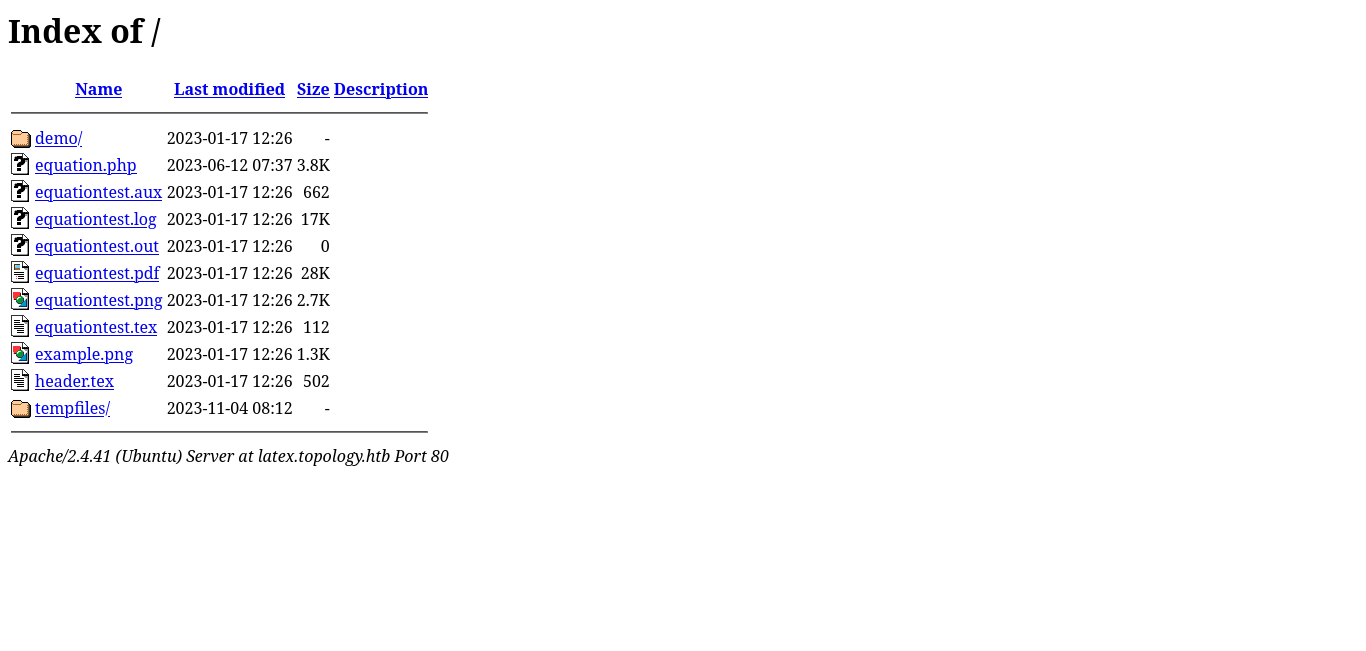 Index of /
Name Last modified Size Description
demo/ 2023-01-17 12:26 -
equation.php 2023-06-12 07:37 3.8K
equationtest.aux 2023-01-17 12:26 662
equationtest.log 2023-01-17 12:26 17K
equationtest.out 2023-01-17 12:26 0
equationtest.pdf 2023-01-17 12:26 28K
equationtest.png 2023-01-17 12:26 2.7K
equationtest.tex 2023-01-17 12:26 112
example.png 2023-01-17 12:26 1.3K
header.tex 2023-01-17 12:26 502
tempfiles/ 2023-11-04 08:12 -
Apache/2.4.41 (Ubuntu) Server at latex.topology.htb Port 80